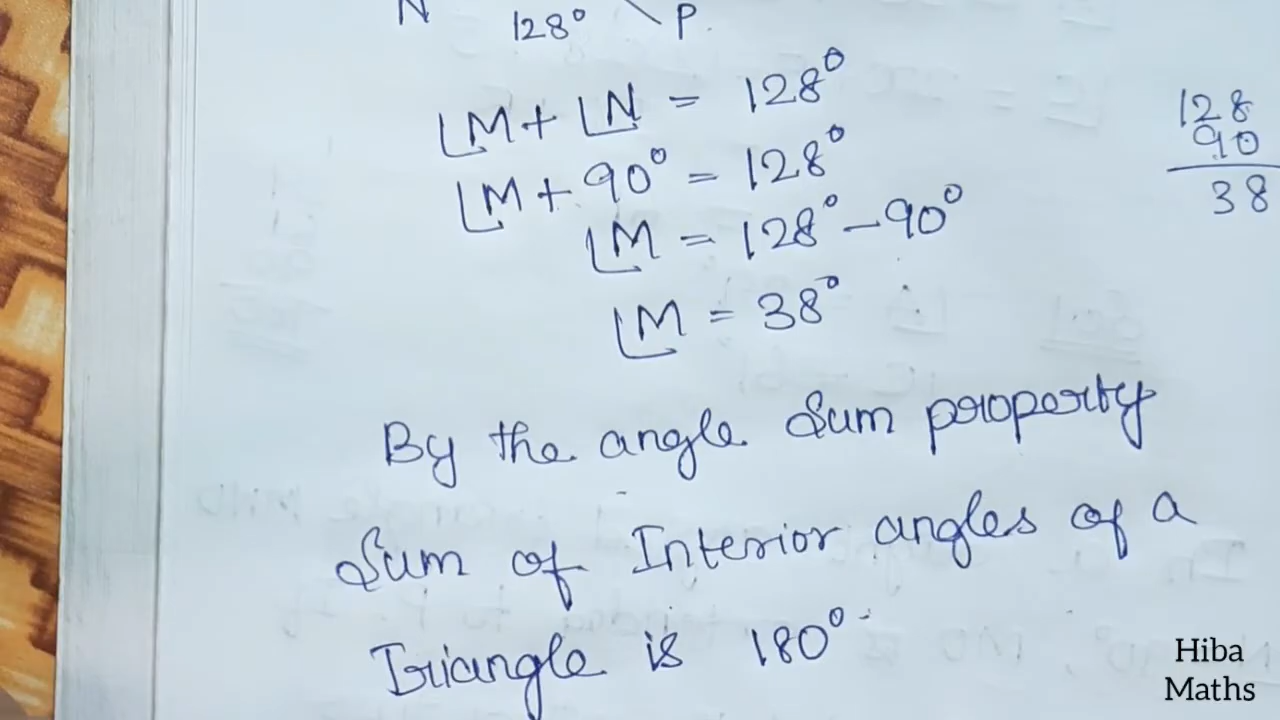 N 128° P.
∠M + ∠N = 128°
∠M + 90° = 128°
∠M = 128° - 90°
∠M = 38°
128
90
38
By the angle sum property
Sum of Interior angles of a
Triangle is 180°
Hiba
Maths